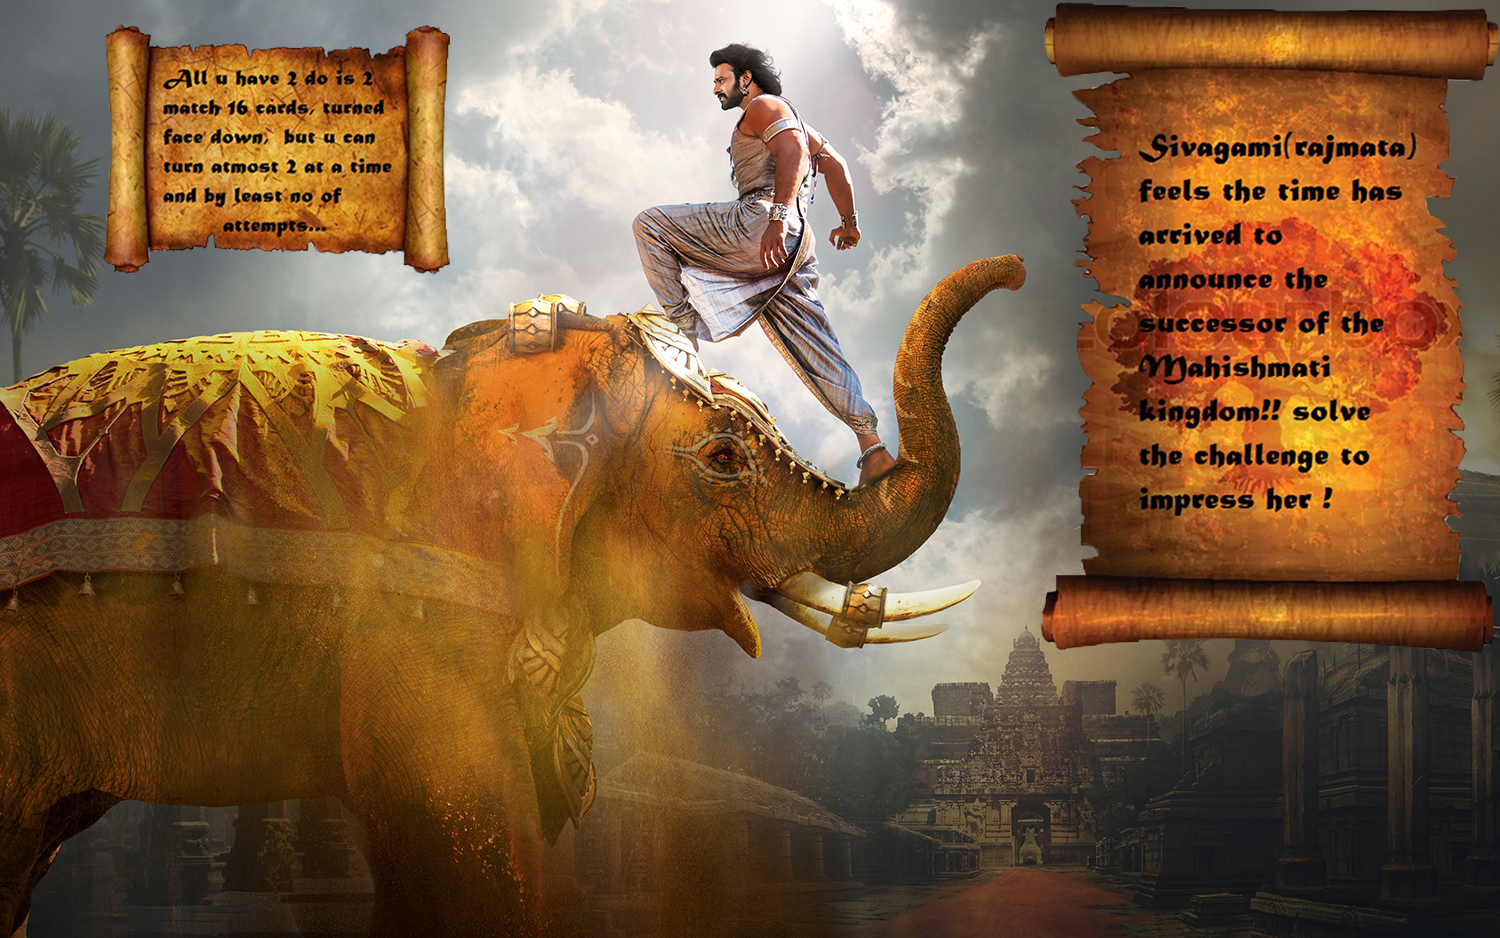 All u have 2 do is 2
match 16 cards, turned
face down, but u can
turn atmost 2 at a time
and by least no of
attempts...
Sivagami(rajmata)
feels the time has
arrived to
announce the
successor of the
Mahishmati
kingdom!! solve
the challenge to
impress her !